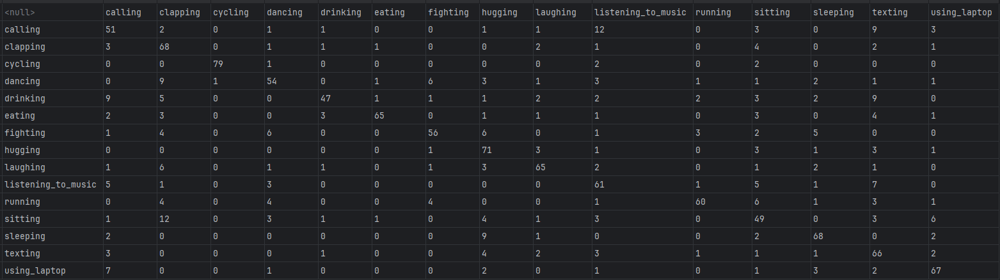 <null> calling clapping cycling dancing drinking eating fighting hugging laughing listening_to_music running sitting sleeping texting using_laptop
calling 51 2 0 1 1 0 0 1 1 12 0 3 0 9 3
clapping 3 68 0 1 1 1 0 0 2 1 0 4 0 2 1
cycling 0 0 79 1 0 0 0 0 0 2 0 2 0 0 0
dancing 0 9 1 54 0 1 6 3 1 3 1 1 2 1 1
drinking 9 5 0 0 47 1 1 1 2 2 2 3 2 9 0
eating 2 3 0 0 3 65 0 1 1 1 0 3 0 4 1
fighting 1 4 0 6 0 0 56 6 0 1 3 2 5 0 0
hugging 0 0 0 0 0 0 1 71 3 1 0 3 1 3 1
laughing 1 6 0 1 1 0 1 3 65 2 0 1 2 1 0
listening_to_music 5 1 0 3 0 0 0 0 0 61 1 5 1 7 0
running 0 4 0 4 0 0 4 0 0 1 60 6 1 3 1
sitting 1 12 0 3 1 1 0 4 1 3 0 49 0 3 6
sleeping 2 0 0 0 0 0 0 9 1 0 0 2 68 0 2
texting 3 0 0 0 1 0 0 4 2 3 1 1 1 66 2
using_laptop 7 0 0 1 0 0 0 2 0 1 0 1 3 2 67